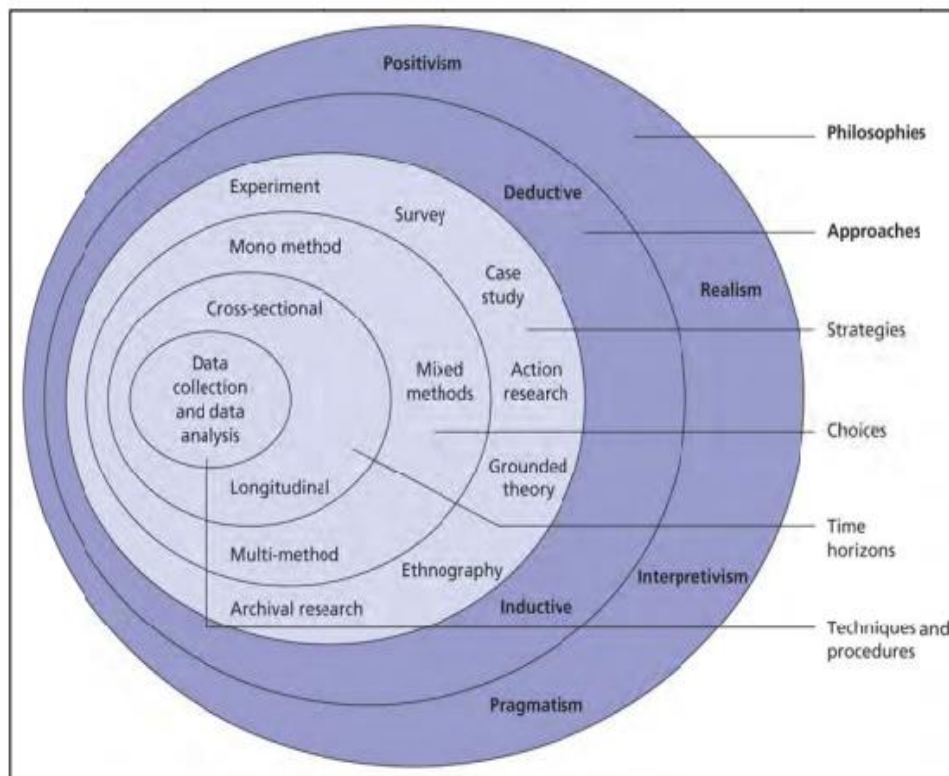 Positivism
Philosophies
Experiment
Deductive
Survey
Approaches
Mono method
Case
study
Realism
Cross-sectional
Strategies
Data
collection
and data
analysis
Mixed
methods
Action
research
Choices
Grounded
theory
Longitudinal
Time
horizons
Multi-method
Ethnography
Interpretivism
Archival research
Inductive
Techniques and
procedures
Pragmatism